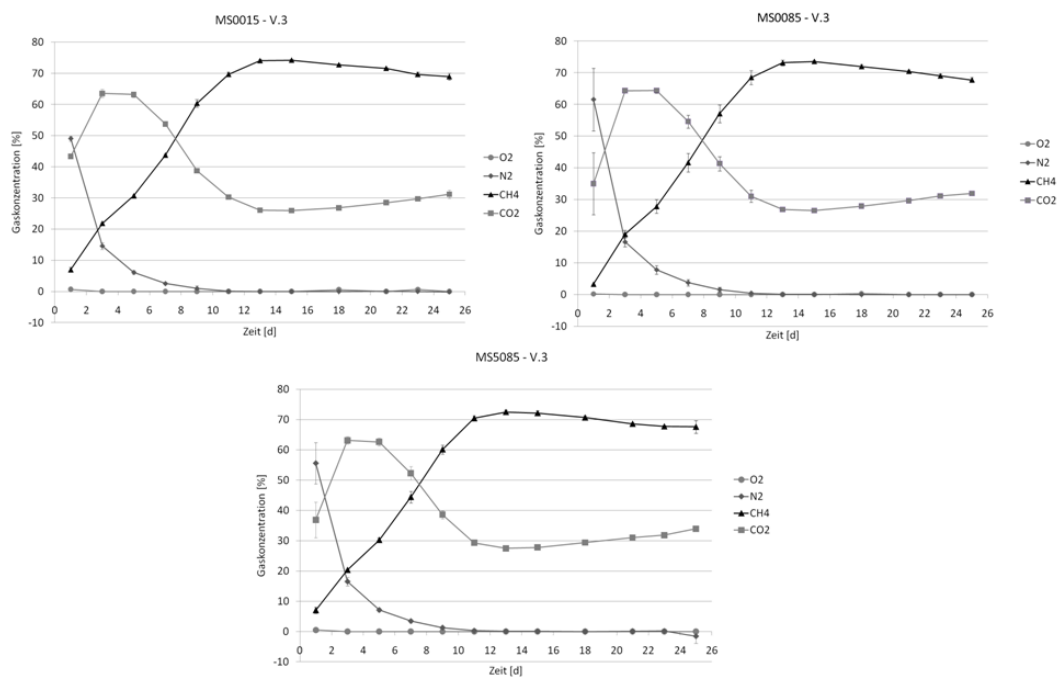 MS0015 - V.3
80
70
60
50
40
30
20
10
0
-10
Gaskonzentration [%]
0 2 4 6 8 10 12 14 16 18 20 22 24 26
Zeit [d]
O2
N2
CH4
CO2
MS0085 - V.3
80
70
60
50
40
30
20
10
0
-10
Gaskonzentration [%]
0 2 4 6 8 10 12 14 16 18 20 22 24 26
Zeit [d]
O2
N2
CH4
CO2
MS5085 - V.3
80
70
60
50
40
30
20
10
0
-10
Gaskonzentration [%]
0 2 4 6 8 10 12 14 16 18 20 22 24 26
Zeit [d]
O2
N2
CH4
CO2